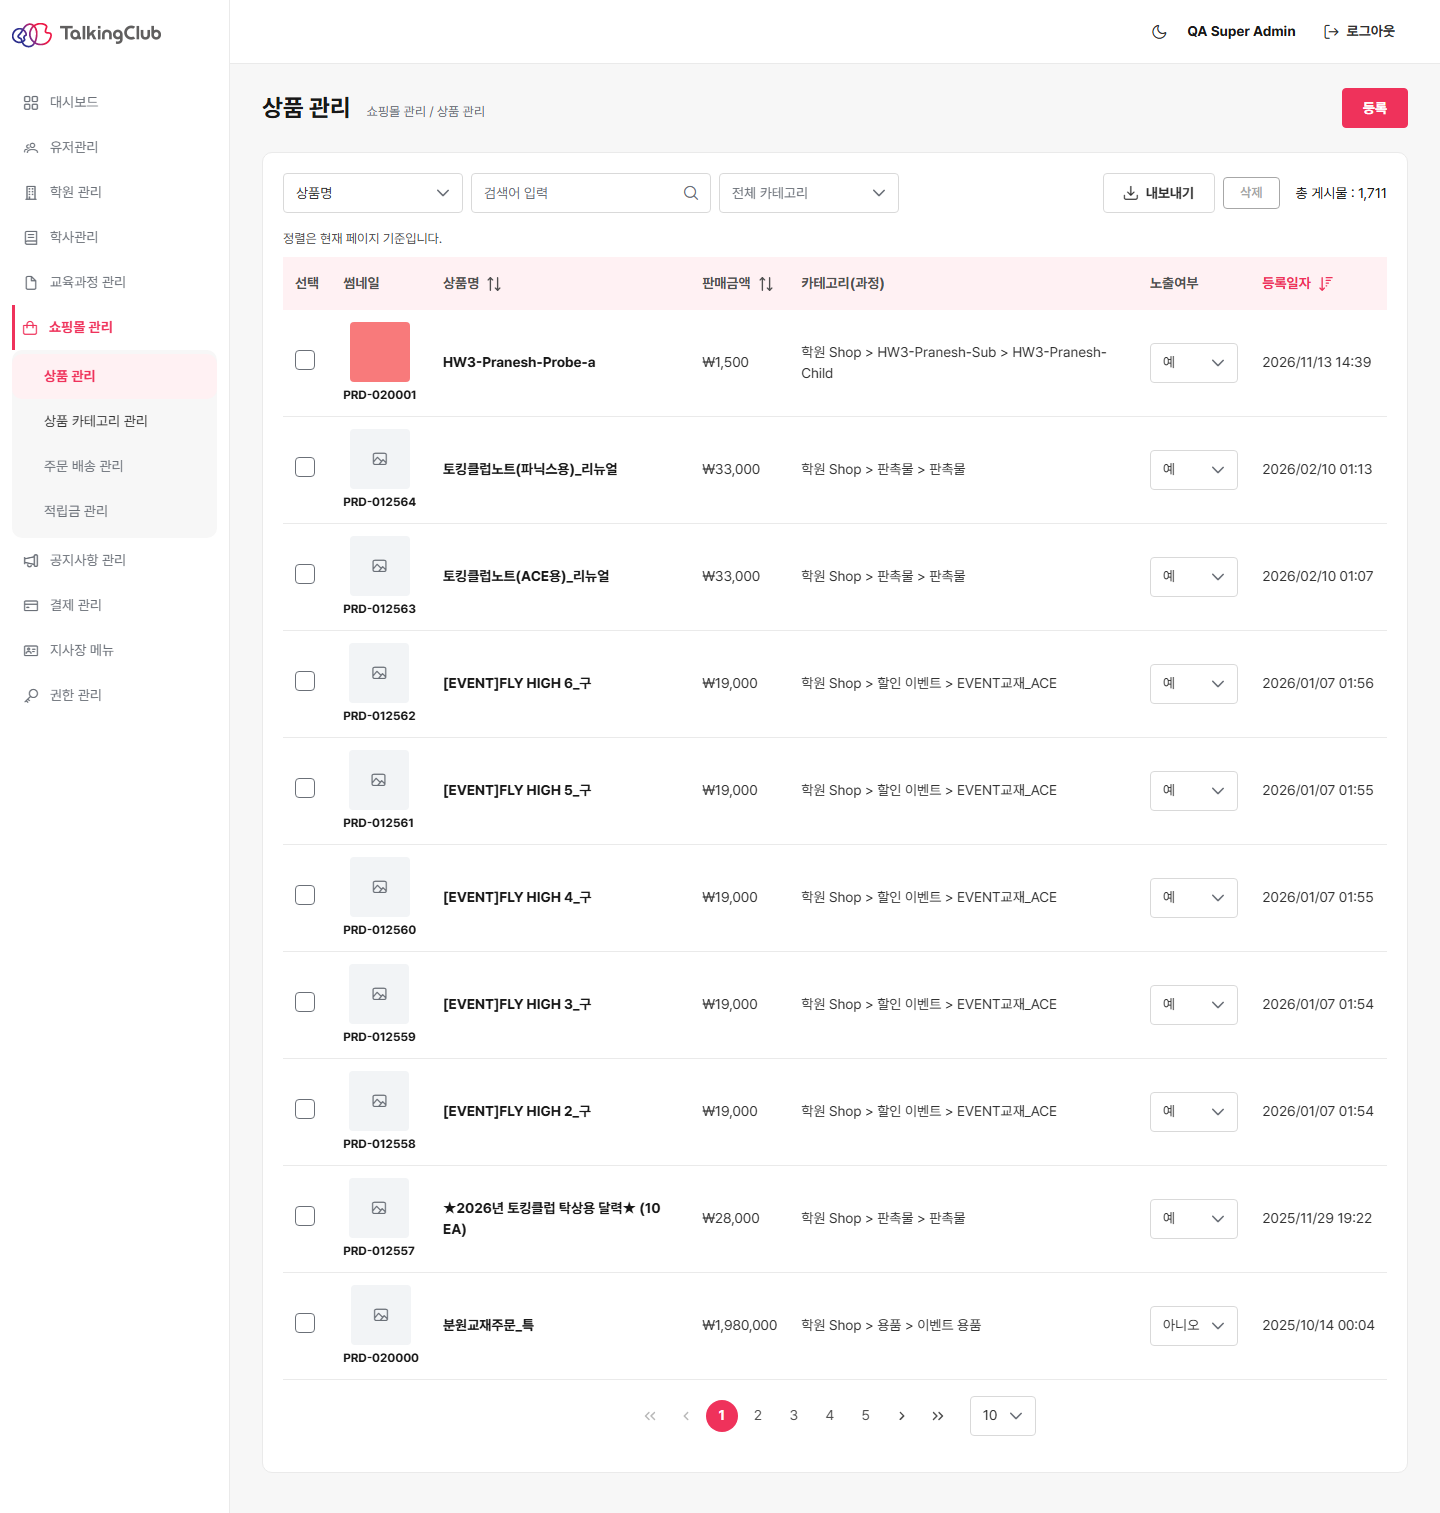 TalkingClub
QA Super Admin
로그아웃
대시보드
유저관리
학원 관리
학사관리
교육과정 관리
쇼핑몰 관리
상품 관리
상품 카테고리 관리
주문 배송 관리
적립금 관리
공지사항 관리
결제 관리
지사장 메뉴
권한 관리
상품 관리 쇼핑몰 관리 / 상품 관리
등록
상품명 검색어 입력 전체 카테고리 내보내기 삭제 총 게시물 : 1,711
정렬은 현재 페이지 기준입니다.
선택 썸네일 상품명 판매금액 카테고리(과정) 노출여부 등록일자
HW3-Pranesh-Probe-a ₩1,500 학원 Shop > HW3-Pranesh-Sub > HW3-Pranesh-
Child 예 2026/11/13 14:39
PRD-020001
토킹클럽노트(파닉스용)_리뉴얼 ₩33,000 학원 Shop > 판촉물 > 판촉물 예 2026/02/10 01:13
PRD-012564
토킹클럽노트(ACE용)_리뉴얼 ₩33,000 학원 Shop > 판촉물 > 판촉물 예 2026/02/10 01:07
PRD-012563
[EVENT]FLY HIGH 6_구 ₩19,000 학원 Shop > 할인 이벤트 > EVENT교재_ACE 예 2026/01/07 01:56
PRD-012562
[EVENT]FLY HIGH 5_구 ₩19,000 학원 Shop > 할인 이벤트 > EVENT교재_ACE 예 2026/01/07 01:55
PRD-012561
[EVENT]FLY HIGH 4_구 ₩19,000 학원 Shop > 할인 이벤트 > EVENT교재_ACE 예 2026/01/07 01:55
PRD-012560
[EVENT]FLY HIGH 3_구 ₩19,000 학원 Shop > 할인 이벤트 > EVENT교재_ACE 예 2026/01/07 01:54
PRD-012559
[EVENT]FLY HIGH 2_구 ₩19,000 학원 Shop > 할인 이벤트 > EVENT교재_ACE 예 2026/01/07 01:54
PRD-012558
★2026년 토킹클럽 탁상용 달력★ (10
EA) ₩28,000 학원 Shop > 판촉물 > 판촉물 예 2025/11/29 19:22
PRD-012557
분원교재주문_특 ₩1,980,000 학원 Shop > 용품 > 이벤트 용품 아니오 2025/10/14 00:04
PRD-020000
1 2 3 4 5 10